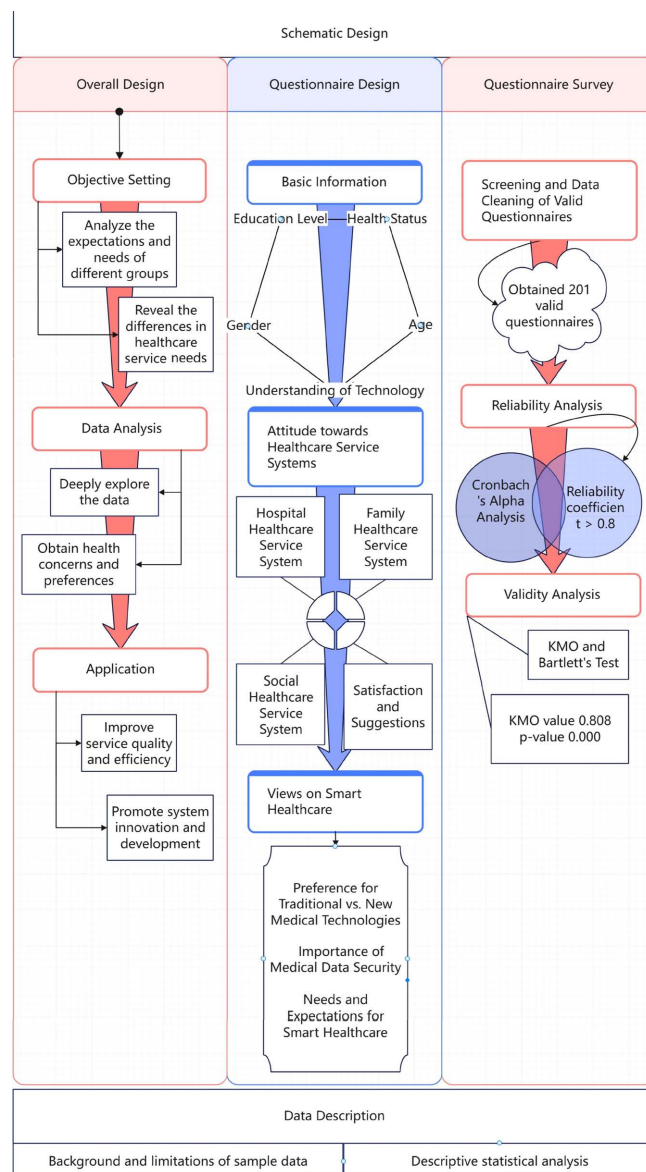 Schematic Design
Overall Design
Questionnaire Design
Questionnaire Survey
Objective Setting
Analyze the
expectations and
needs of
different groups
Reveal the
differences in
healthcare
service needs
Data Analysis
Deeply explore
the data
Obtain health
concerns and
preferences
Application
Improve
service quality
and efficiency
Promote system
innovation and
development
Basic Information
Education Level
Health Status
Gender
Age
Understanding of Technology
Attitude towards
Healthcare Service
Systems
Hospital
Healthcare
Service
System
Family
Healthcare
Service
System
Social
Healthcare
Service
System
Satisfaction
and
Suggestions
Views on Smart
Healthcare
Preference for
Traditional vs. New
Medical Technologies
Importance of
Medical Data Security
Needs and
Expectations for
Smart Healthcare
Screening and Data
Cleaning of Valid
Questionnaires
Obtained 201
valid
questionnaires
Reliability Analysis
Cronbach
's Alpha
Analysis
Reliability
coefficien
t > 0.8
Validity Analysis
KMO and
Bartlett's Test
KMO value 0.808
p-value 0.000
Data Description
Background and limitations of sample data
Descriptive statistical analysis